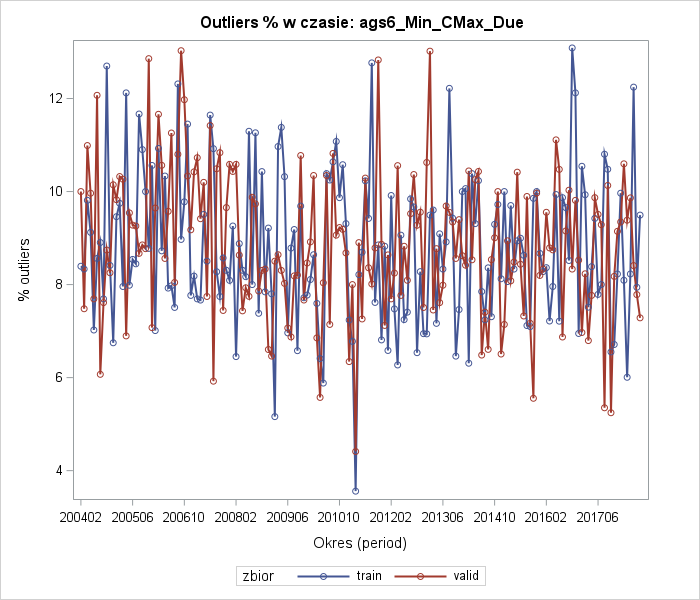 Outliers % w czasie: ags6_Min_CMax_Due
12
10
8
6
4
% outliers
200402 200506 200610 200802 200906 201010 201202 201306 201410 201602 201706
Okres (period)
zbior train valid